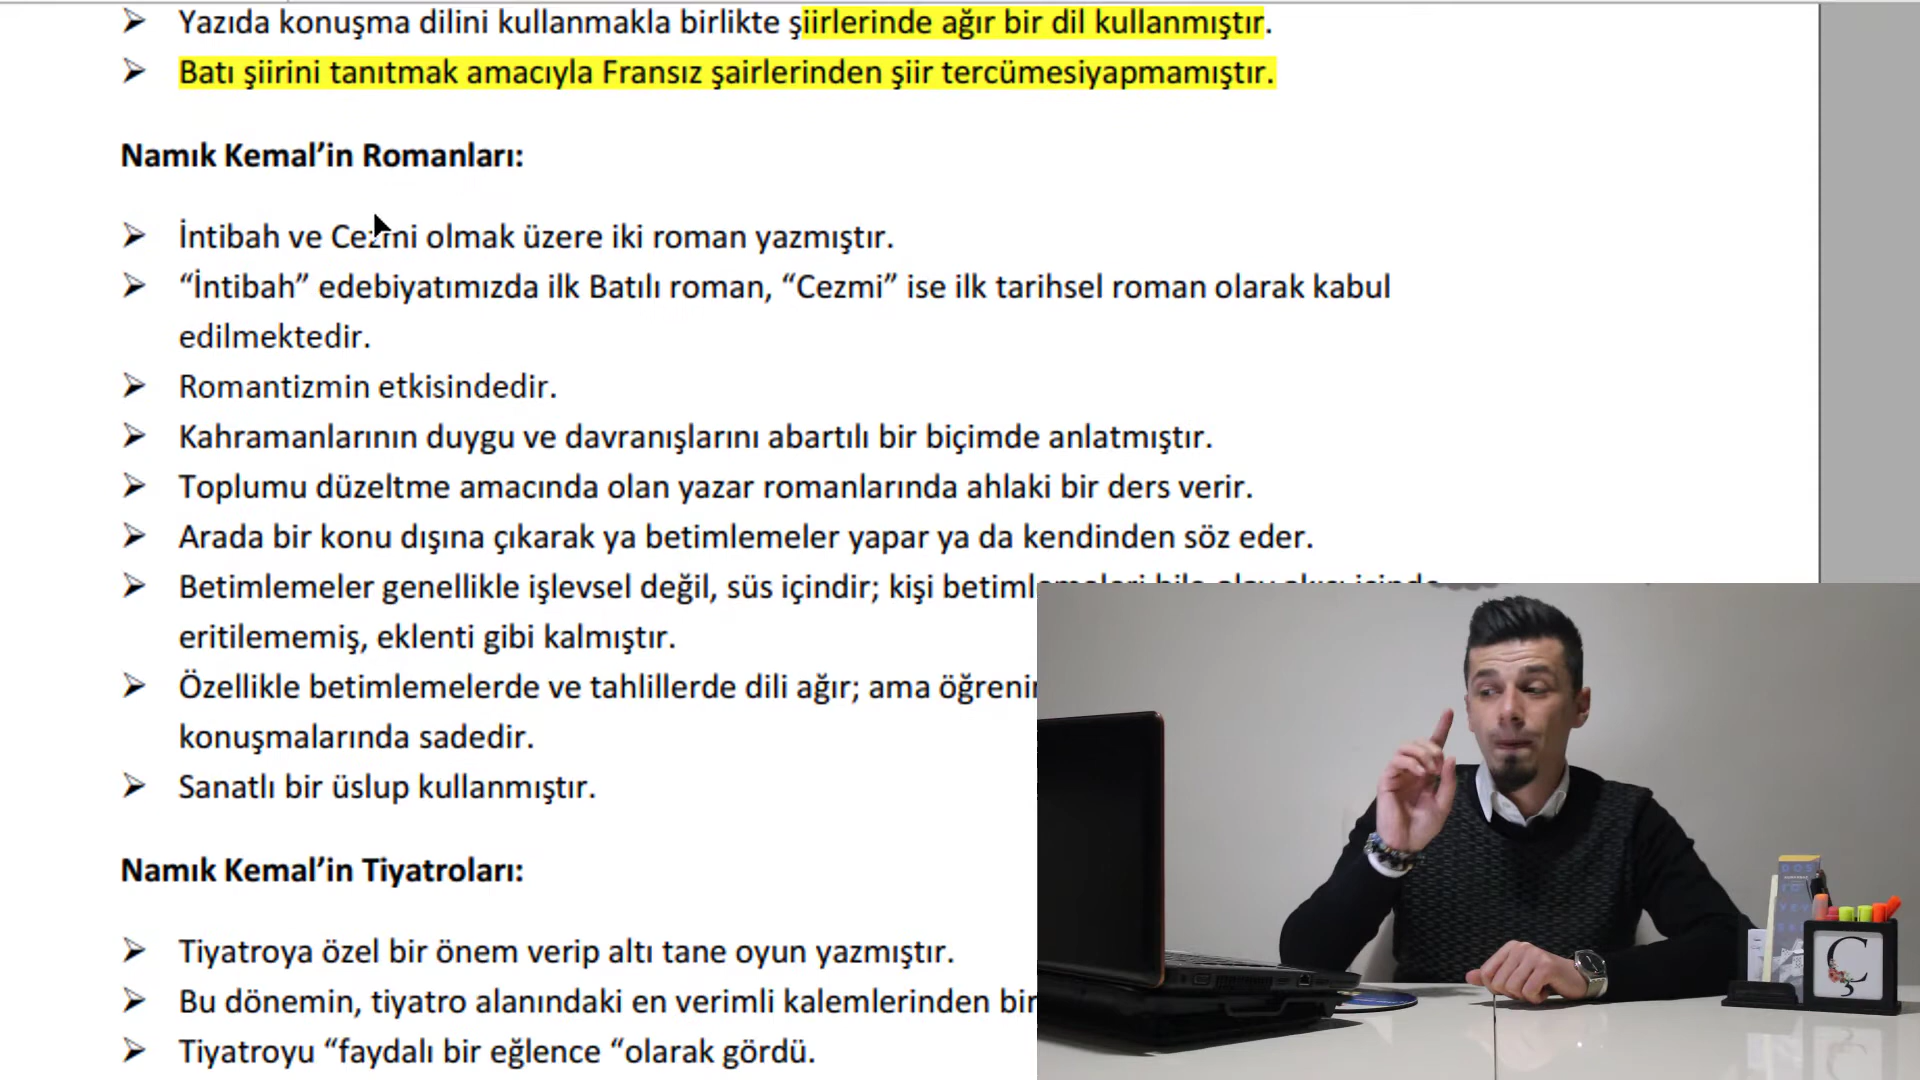 Yazıda konuşma dilini kullanmakla birlikte şiirlerinde ağır bir dil kullanmıştır.
Batı şiirini tanıtmak amacıyla Fransız şairlerinden şiir tercümesiyapmamıştır.
Namık Kemal’in Romanları:
İntibah ve Cezmi olmak üzere iki roman yazmıştır.
“İntibah” edebiyatımızda ilk Batılı roman, “Cezmi” ise ilk tarihsel roman olarak kabul
edilmektedir.
Romantizmin etkisindedir.
Kahramanlarının duygu ve davranışlarını abartılı bir biçimde anlatmıştır.
Toplumu düzeltme amacında olan yazar romanlarında ahlaki bir ders verir.
Arada bir konu dışına çıkarak ya betimlemeler yapar ya da kendinden söz eder.
Betimlemeler genellikle işlevsel değil, süs içindir; kişi
eritilememiş, eklenti gibi kalmıştır.
Özellikle betimlemelerde ve tahlillerde dili ağır; ama
konuşmalarında sadedir.
Sanatlı bir üslup kullanmıştır.
Namık Kemal’in Tiyatroları:
Tiyatroya özel bir önem verip altı tane oyun yazmıştır.
Bu dönemin, tiyatro alanındaki en verimli kalemlerinden
Tiyatroyu “faydalı bir eğlence “olarak gördü.
Ç